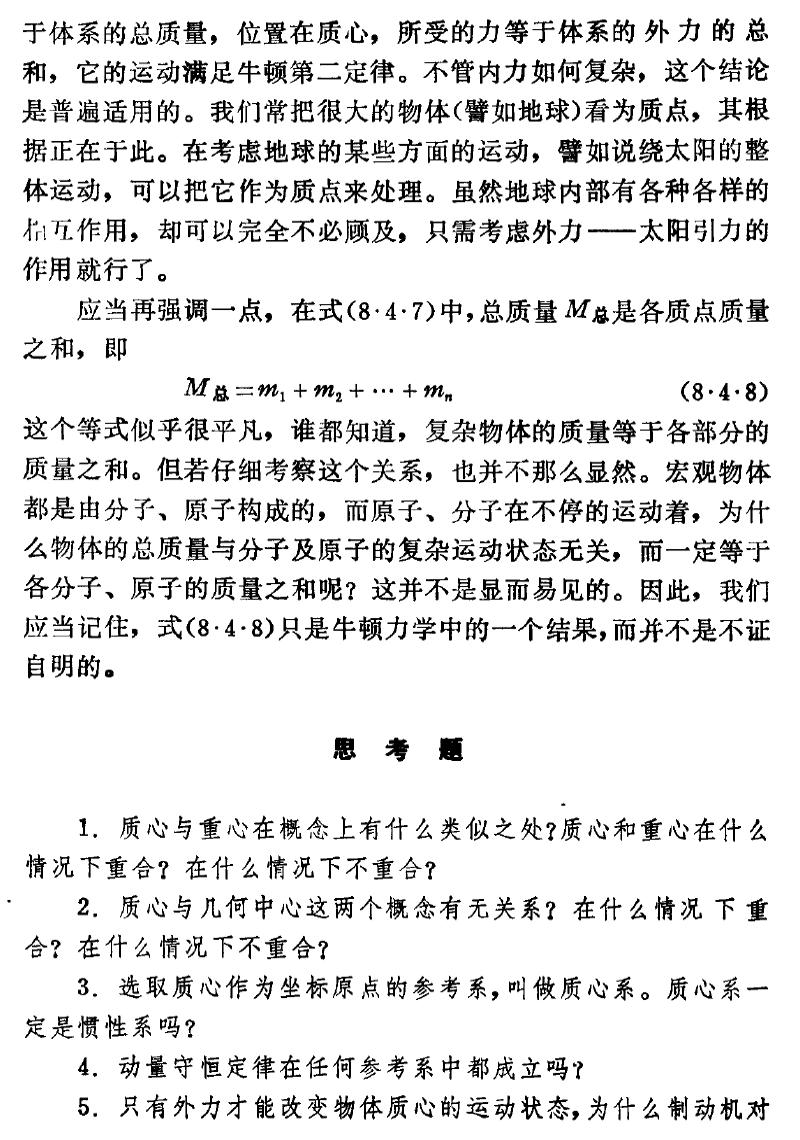 于体系的总质量，位置在质心，所受的力等于体系的外力的总
和，它的运动满足牛顿第二定律。不管内力如何复杂，这个结论
是普遍适用的。我们常把很大的物体(譬如地球)看为质点，其根
据正在于此。在考虑地球的某些方面的运动，譬如说绕太阳的整
体运动，可以把它作为质点来处理。虽然地球内部有各种各样的
相互作用，却可以完全不必顾及，只需考虑外力——太阳引力的
作用就行了。
应当再强调一点，在式(8·4·7)中，总质量 M总是各质点质量
之和，即
M总=m₁+m₂+···+mₙ (8·4·8)
这个等式似乎很平凡，谁都知道，复杂物体的质量等于各部分的
质量之和。但若仔细考察这个关系，也并不那么显然。宏观物体
都是由分子、原子构成的，而原子、分子在不停的运动着，为什
么物体的总质量与分子及原子的复杂运动状态无关，而一定等于
各分子、原子的质量之和呢？这并不是显而易见的。因此，我们
应当记住，式(8·4·8)只是牛顿力学中的一个结果，而并不是不证
自明的。
思考题
1. 质心与重心在概念上有什么类似之处？质心和重心在什么
情况下重合？在什么情况下不重合？
2. 质心与几何中心这两个概念有无关系？在什么情况下重
合？在什么情况下不重合？
3. 选取质心作为坐标原点的参考系，叫做质心系。质心系一
定是惯性系吗？
4. 动量守恒定律在任何参考系中都成立吗？
5. 只有外力才能改变物体质心的运动状态，为什么制动机对